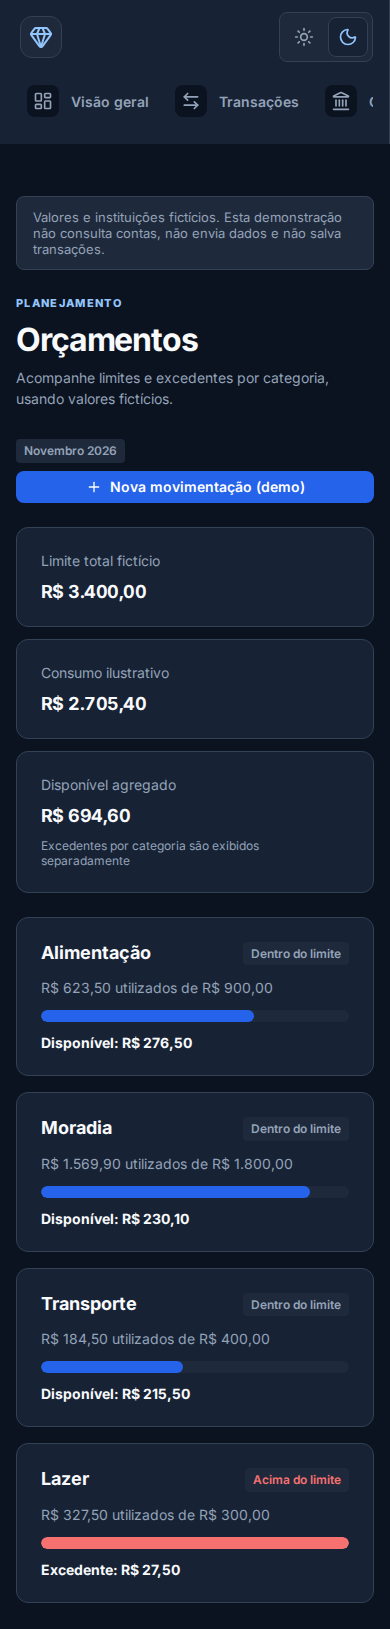 Visão geral
Transações
Valores e instituições fictícios. Esta demonstração
não consulta contas, não envia dados e não salva
transações.
PLANEJAMENTO
Orçamentos
Acompanhe limites e excedentes por categoria,
usando valores fictícios.
Novembro 2026
+ Nova movimentação (demo)
Limite total fictício
R$ 3.400,00
Consumo ilustrativo
R$ 2.705,40
Disponível agregado
R$ 694,60
Excedentes por categoria são exibidos
separadamente
Alimentação
Dentro do limite
R$ 623,50 utilizados de R$ 900,00
Disponível: R$ 276,50
Moradia
Dentro do limite
R$ 1.569,90 utilizados de R$ 1.800,00
Disponível: R$ 230,10
Transporte
Dentro do limite
R$ 184,50 utilizados de R$ 400,00
Disponível: R$ 215,50
Lazer
Acima do limite
R$ 327,50 utilizados de R$ 300,00
Excedente: R$ 27,50